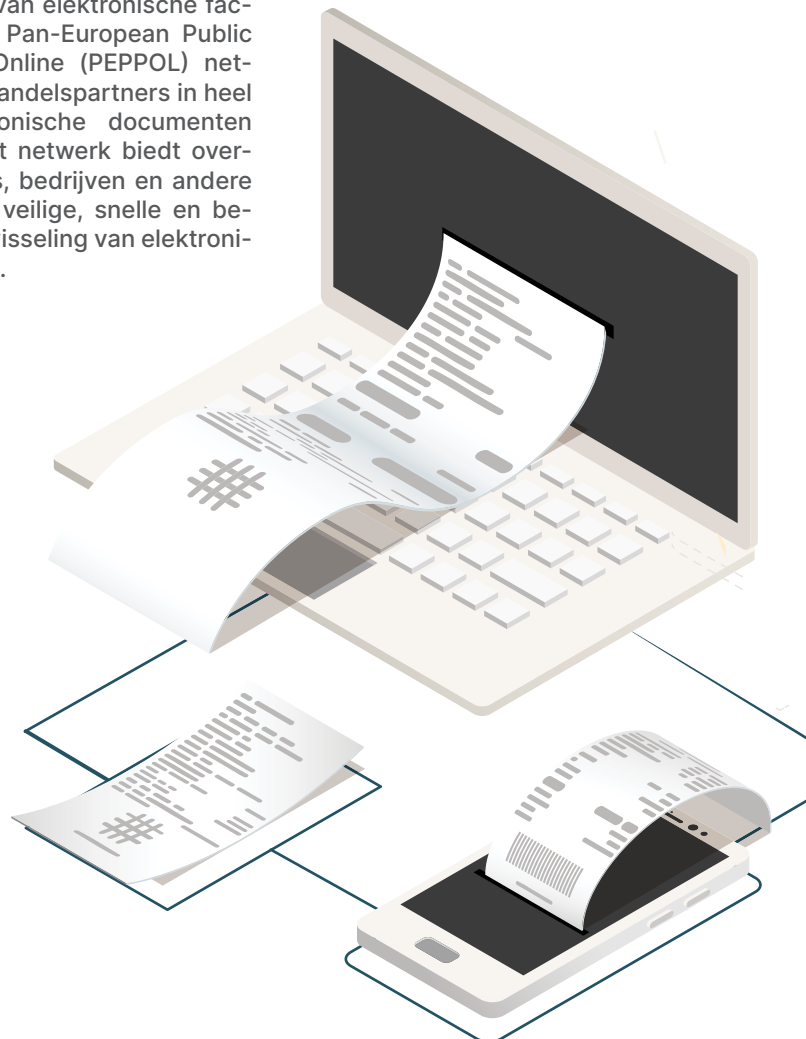 van elektronische fac-
Pan-European Public
Online (PEPPOL) net-
andelspartners in heel
onische documenten
t netwerk biedt over-
s, bedrijven en andere
veilige, snelle en be-
isseling van elektroni-
.